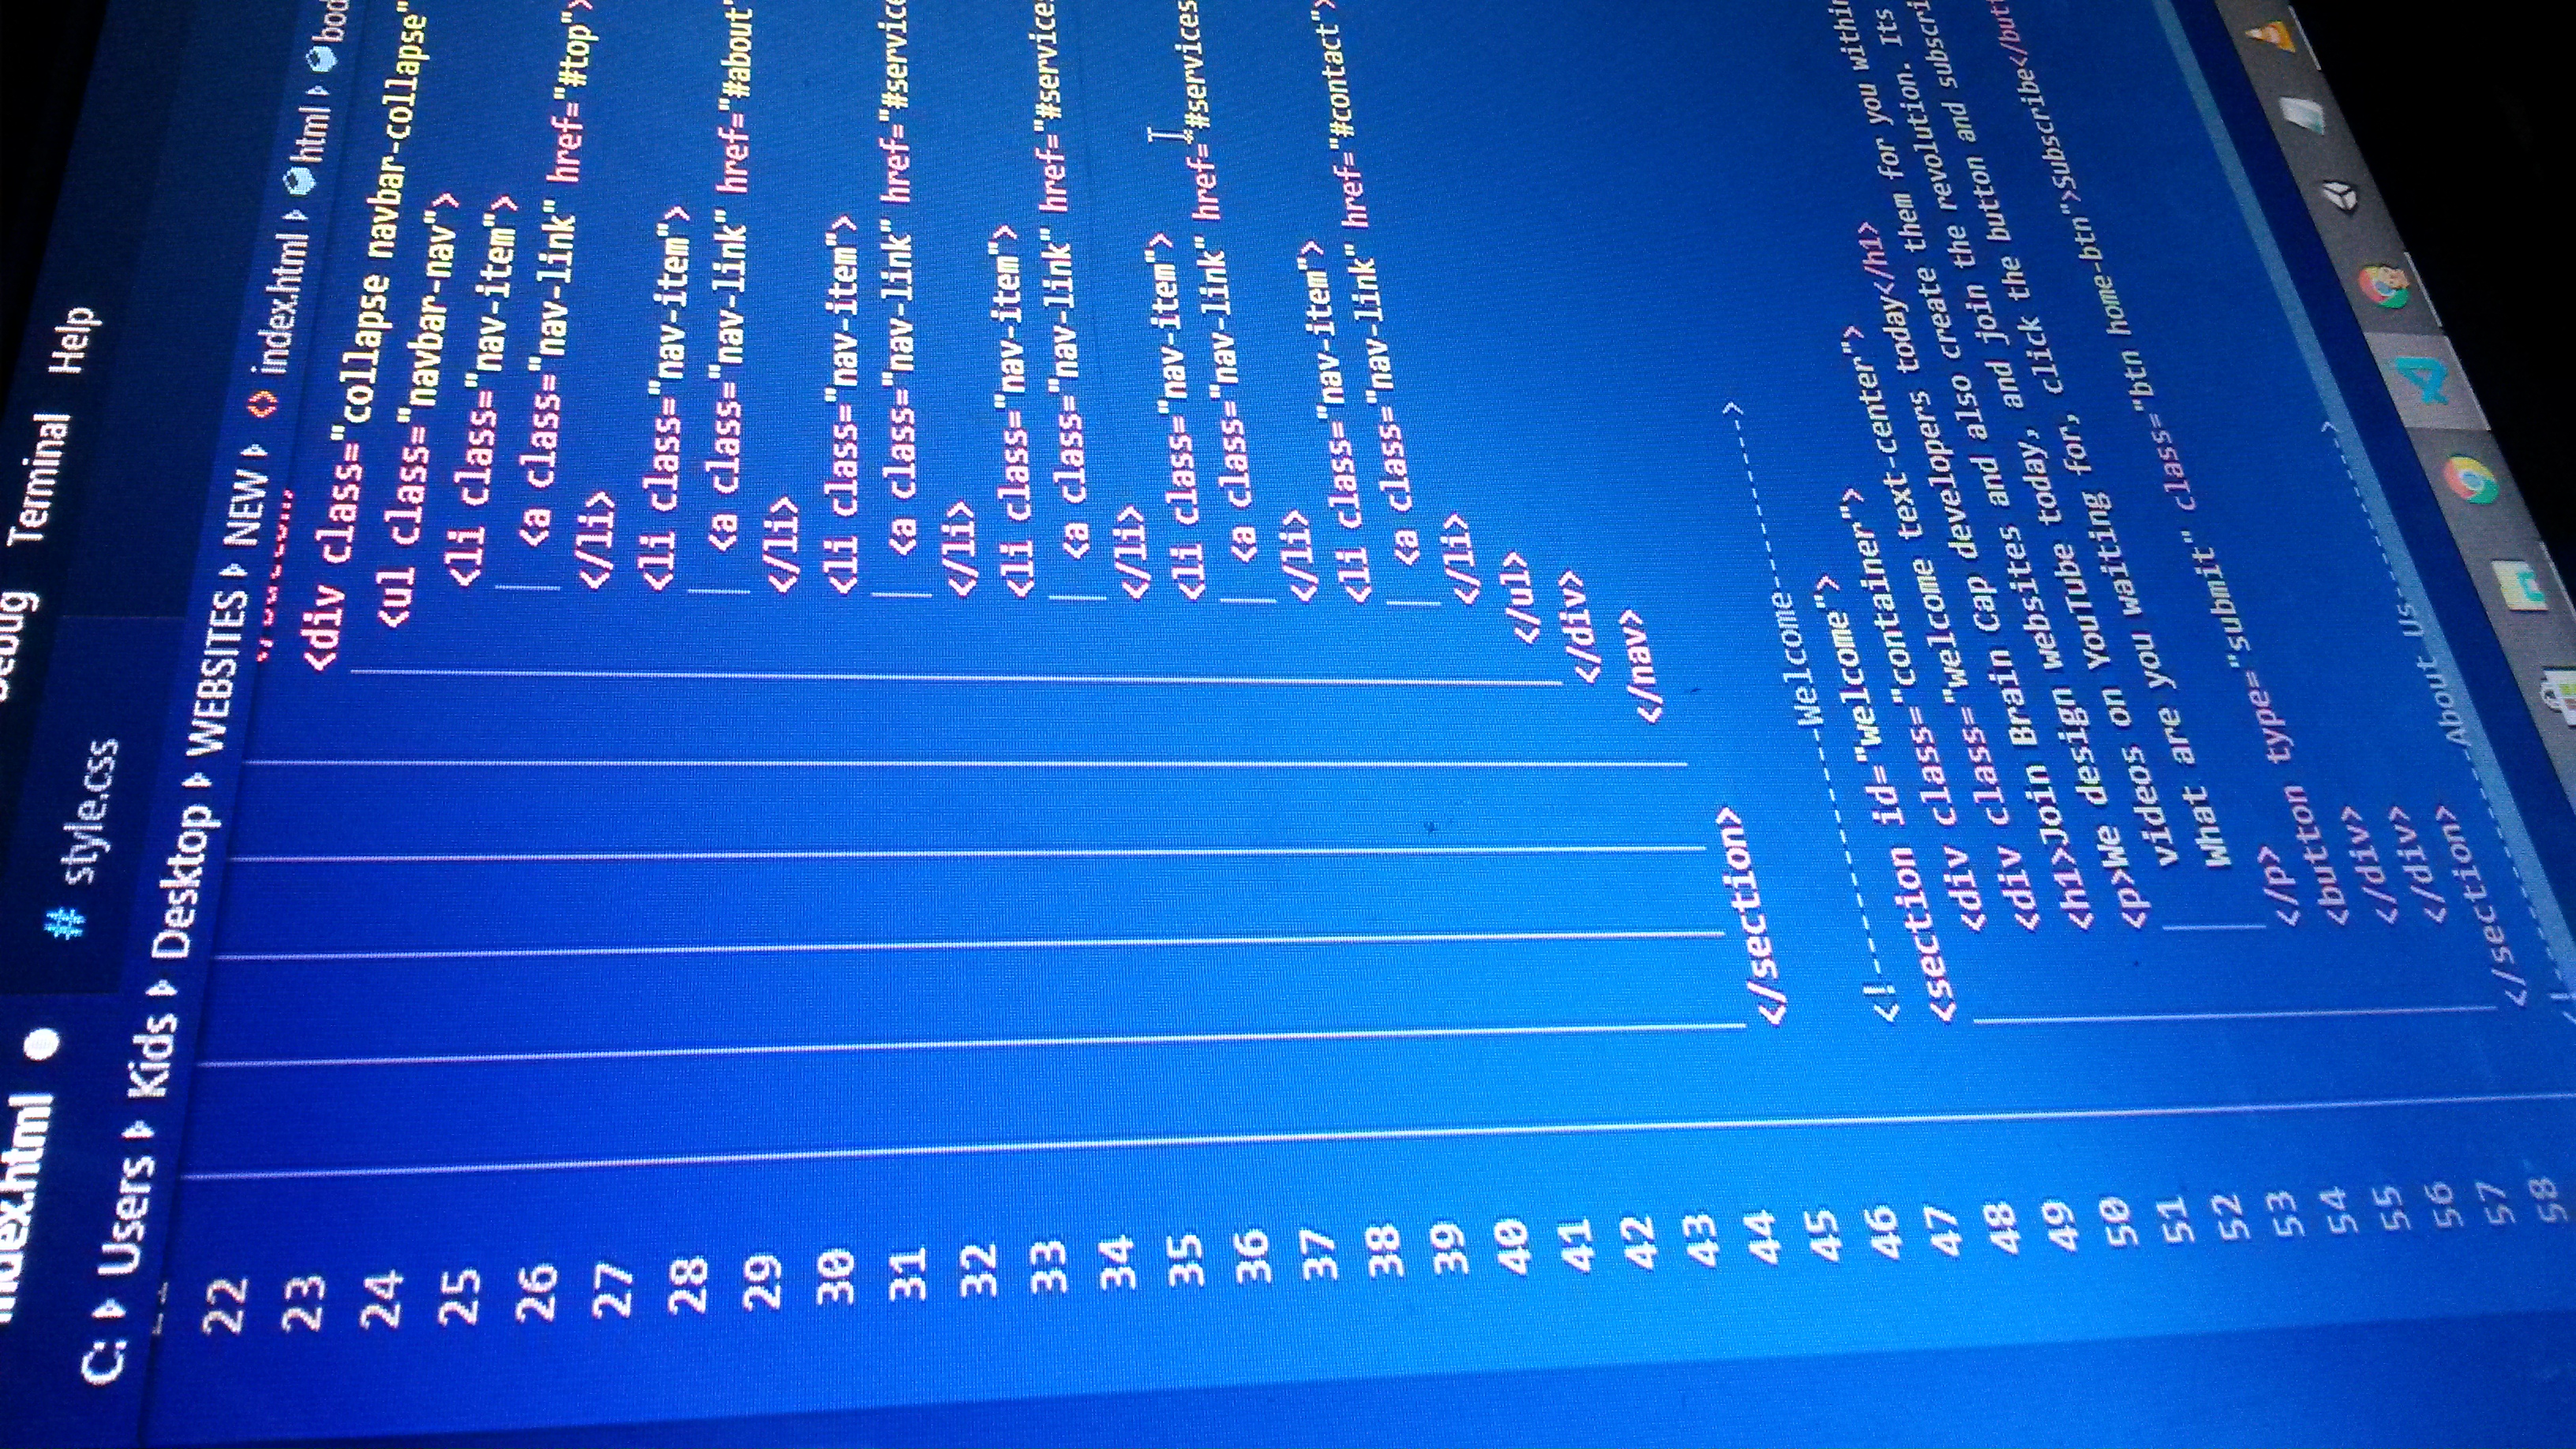 Debug Terminal Help
index.html ● # style.css
C: Users Kids Desktop WEBSITES NEW <> index.html html
22 </button>
23 <div class="collapse navbar-collapse"
24 <ul class="navbar-nav">
25 <li class="nav-item">
26 <a class="nav-link" href="#top">
27 </li>
28 <li class="nav-item">
29 <a class="nav-link" href="#about"
30 </li>
31 <li class="nav-item">
32 <a class="nav-link" href="#service
33 </li>
34 <li class="nav-item">
35 <a class="nav-link" href="#services
36 </li>
37 <li class="nav-item">
38 <a class="nav-link" href="#services
39 </li>
40 <li class="nav-item">
41 <a class="nav-link" href="#contact">
42 </li>
43 </ul>
44 </div>
45 </nav>
46 </section>
47 <!------------Welcome---------->
48 <section id="welcome">
49 <div class="container">
50 <div class="welcome text-center">
51 <h1>Join Brain Cap developers today</h1>
52 <p>We design websites and also create them for you within
53 videos on YouTube today, and join the revolution. Its
54 What are you waiting for, click the button and subscri
55 </p>
56 <button type="submit" class="btn home-btn">Subscribe</butt
57 </div>
58 </div>
</section>
<!------------About Us---------->